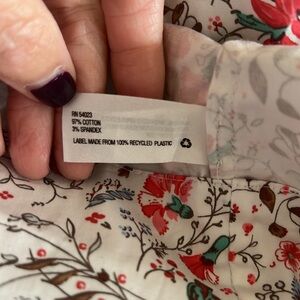 RN 54023
97% COTTON
3% SPANDEX
LABEL MADE FROM 100% RECYCLED PLASTIC